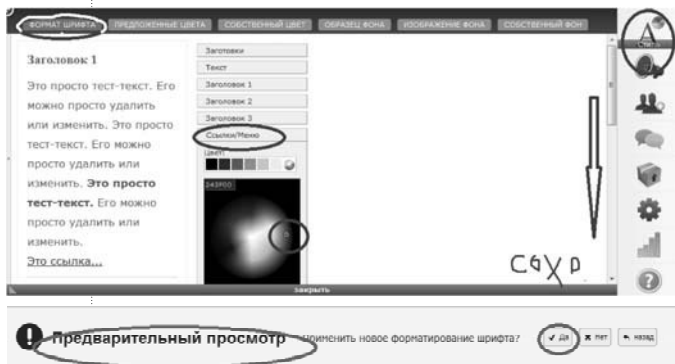 ФОРМАТ ШРИФТА ПРЕДЛОЖЕННЫЕ ЦВЕТА СОБСТВЕННЫЙ ЦВЕТ ОБРАЗЕЦ ФОНА ИЗОБРАЖЕНИЕ ФОНА СОБСТВЕННЫЙ ФОН
Стиль
Заголовок 1
Это просто тест-текст. Его
можно просто удалить
или изменить. Это просто
тест-текст. Его можно
просто удалить или
изменить. Это просто
тест-текст. Его можно
просто удалить или
изменить.
Это ссылка...
Заготовки
Текст
Заголовок 1
Заголовок 2
Заголовок 3
Ссылки/Меню
Цвет
343F00
сохр
закрыть
Предварительный просмотр Применить новое форматирование шрифта? Да Нет назад